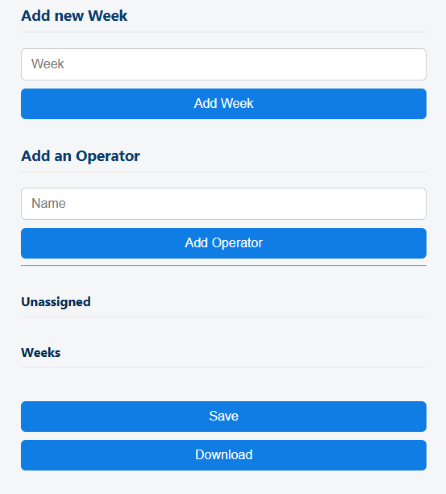 Add new Week
Week
Add Week
Add an Operator
Name
Add Operator
Unassigned
Weeks
Save
Download